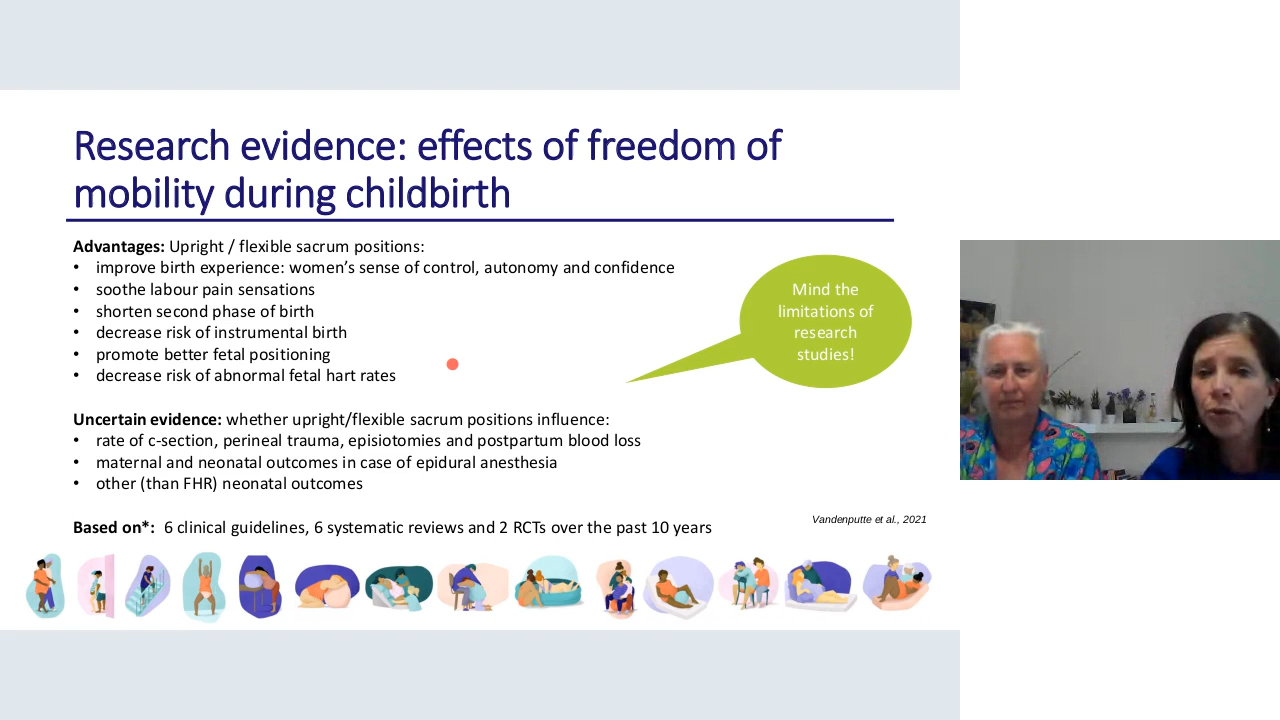 Research evidence: effects of freedom of
mobility during childbirth
Advantages: Upright / flexible sacrum positions:
• improve birth experience: women’s sense of control, autonomy and confidence
• soothe labour pain sensations
• shorten second phase of birth
• decrease risk of instrumental birth
• promote better fetal positioning
• decrease risk of abnormal fetal hart rates
Mind the
limitations of
research
studies!
Uncertain evidence: whether upright/flexible sacrum positions influence:
• rate of c-section, perineal trauma, episiotomies and postpartum blood loss
• maternal and neonatal outcomes in case of epidural anesthesia
• other (than FHR) neonatal outcomes
Based on*: 6 clinical guidelines, 6 systematic reviews and 2 RCTs over the past 10 years
Vandenputte et al., 2021